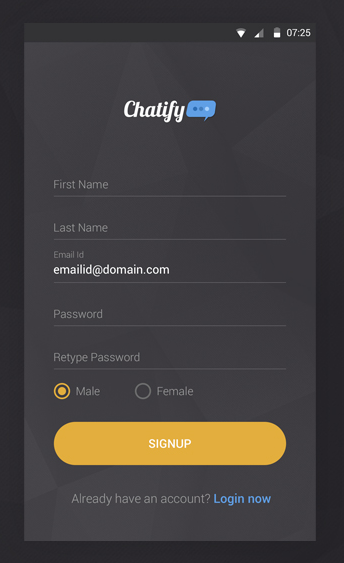 07:25
Chatify
First Name
Last Name
Email Id
emailid@domain.com
Password
Retype Password
Male Female
SIGNUP
Already have an account? Login now